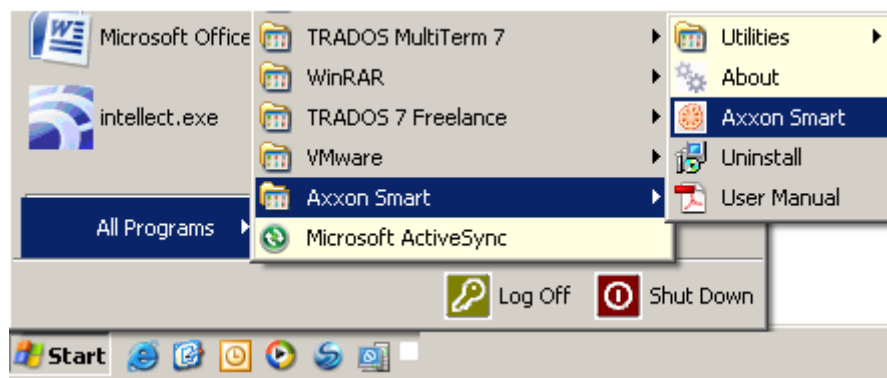 Microsoft Office
intellect.exe
All Programs
TRADOS MultiTerm 7
WinRAR
TRADOS 7 Freelance
VMware
Axxon Smart
Microsoft ActiveSync
Utilities
About
Axxon Smart
Uninstall
User Manual
Log Off
Shut Down
Start